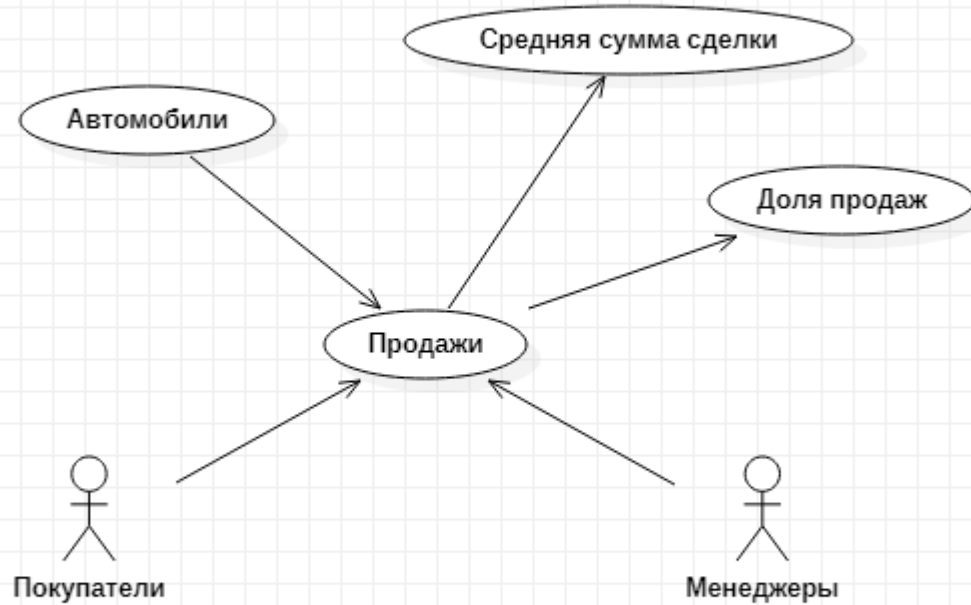 Средняя сумма сделки
Автомобили
Доля продаж
Продажи
Покупатели
Менеджеры